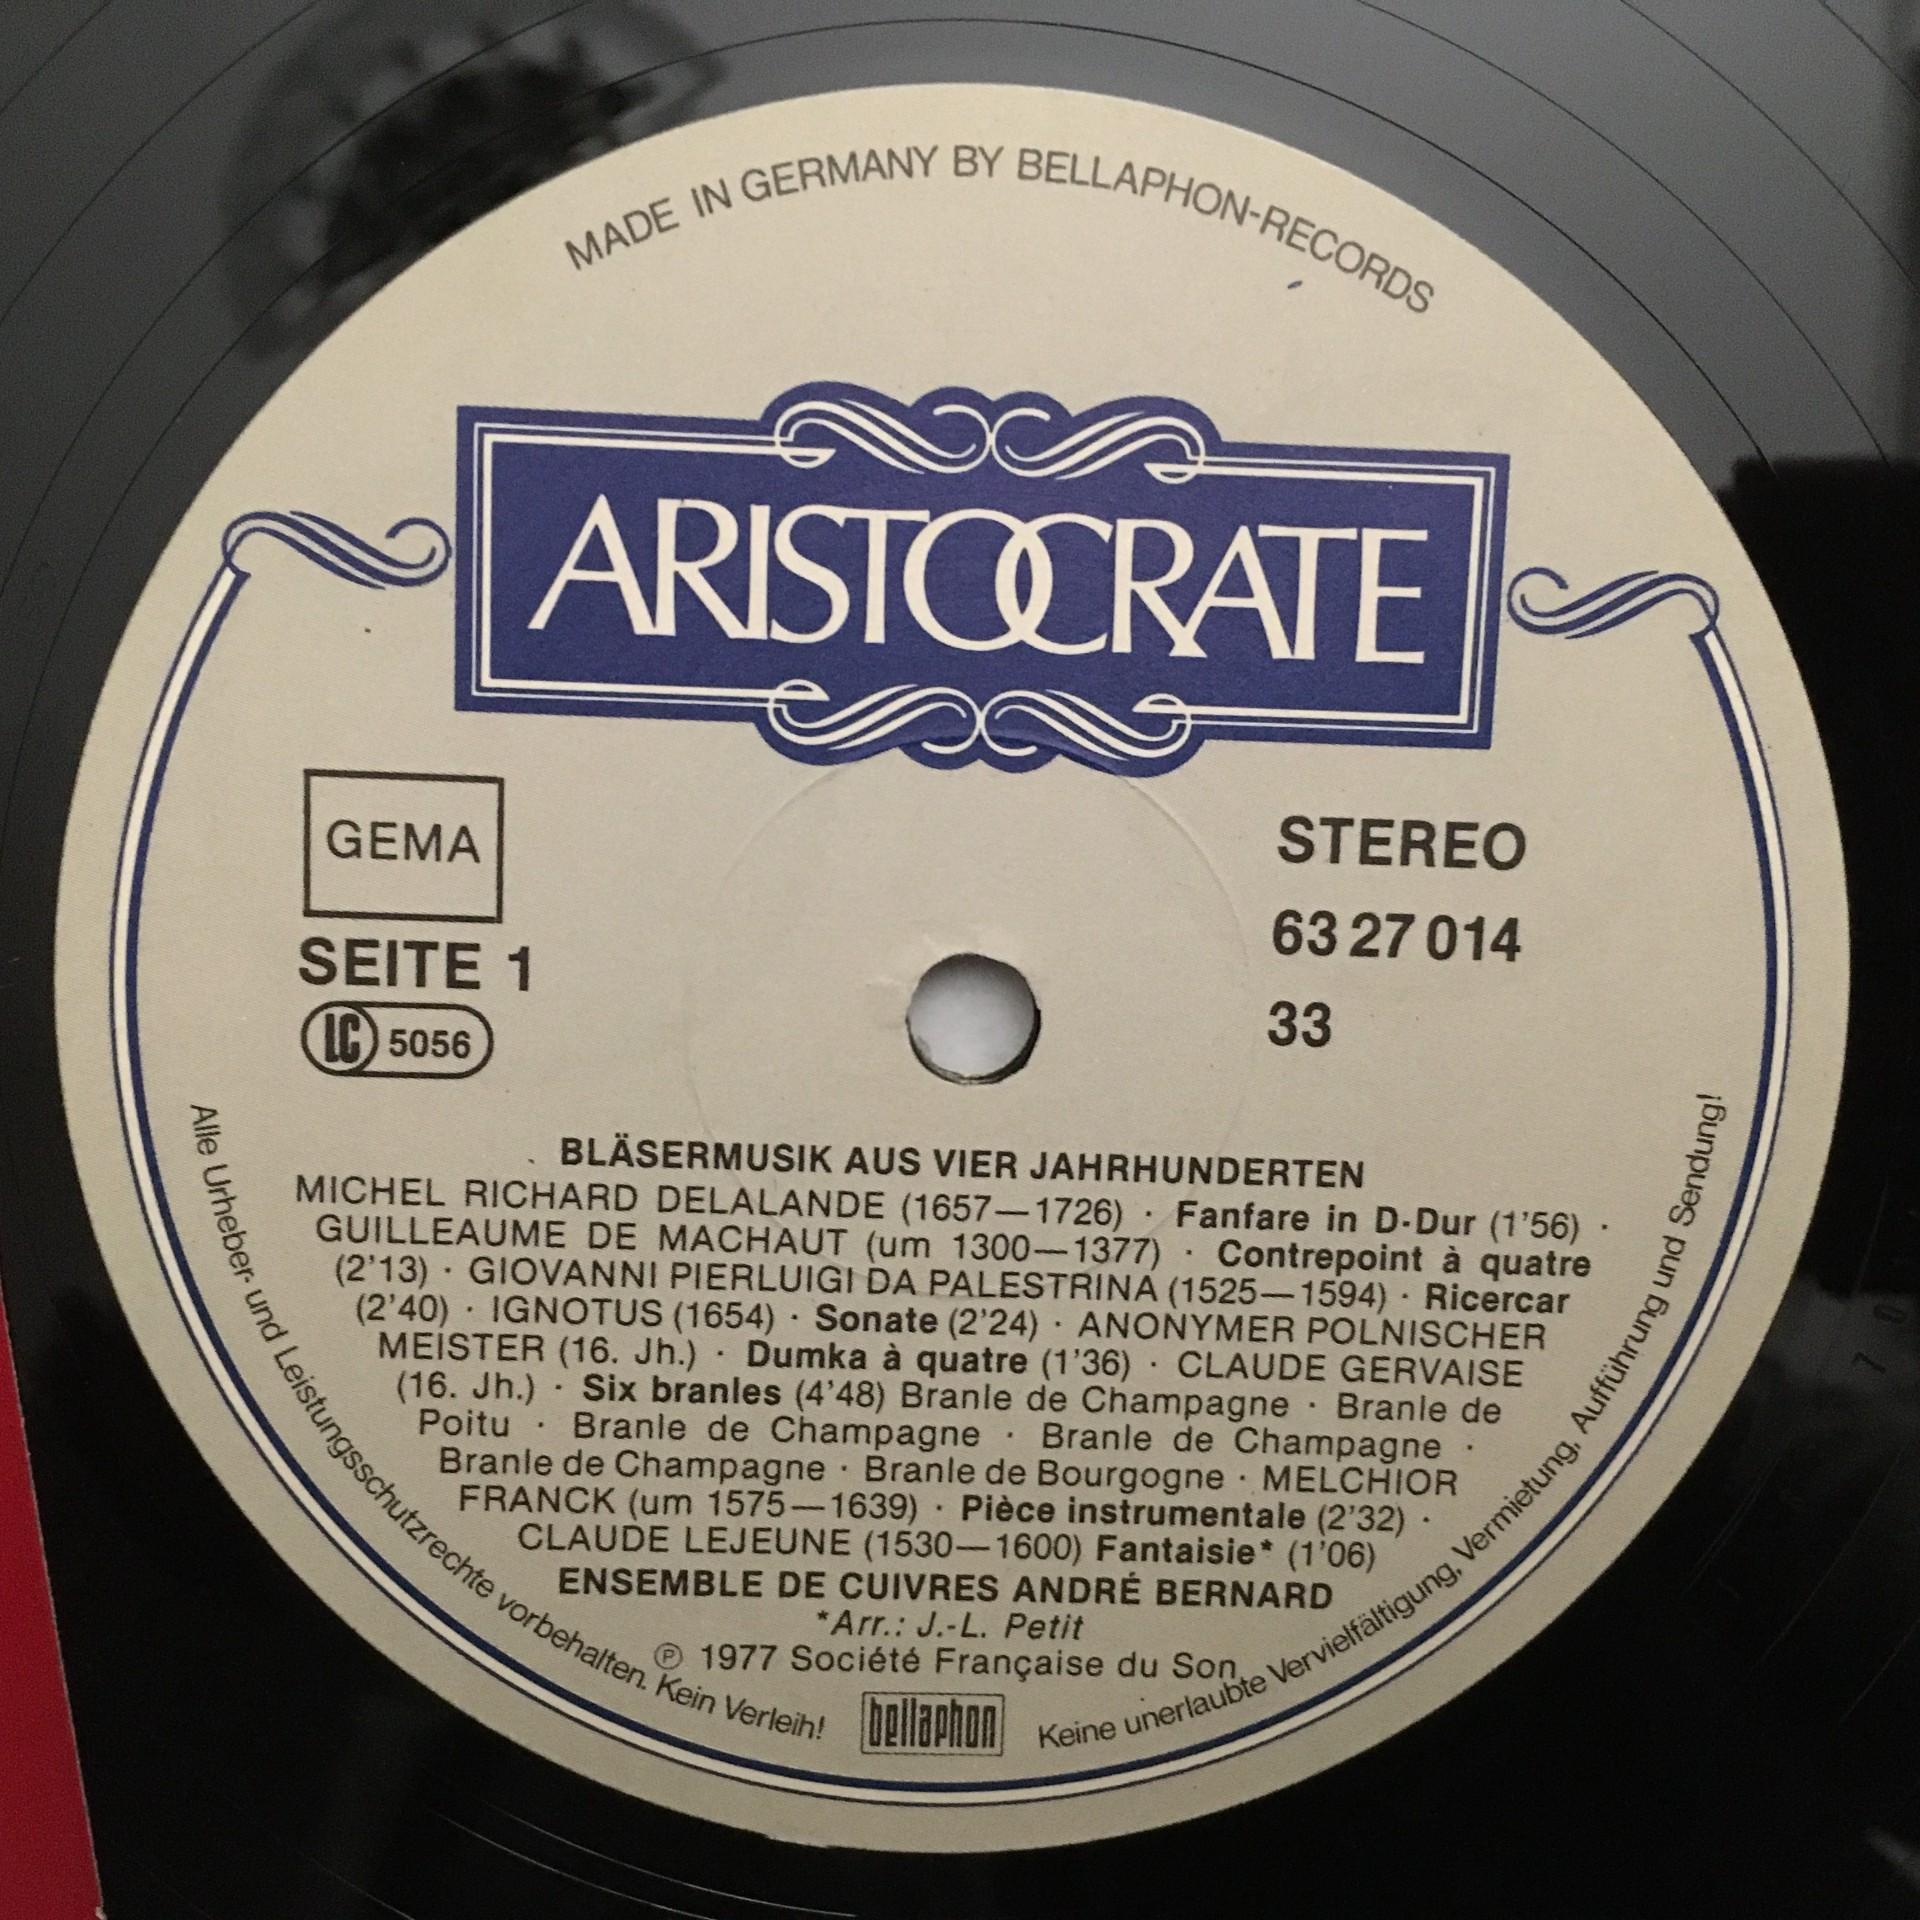 MADE IN GERMANY BY BELLAPHON-RECORDS
ARISTOCRATE
GEMA
SEITE 1
LC 5056
STEREO
63 27 014
33
BLÄSERMUSIK AUS VIER JAHRHUNDERTEN
MICHEL RICHARD DELALANDE (1657—1726) · Fanfare in D-Dur (1'56) ·
GUILLEAUME DE MACHAUT (um 1300—1377) · Contrepoint à quatre
(2'13) · GIOVANNI PIERLUIGI DA PALESTRINA (1525—1594) · Ricercar
(2'40) · IGNOTUS (1654) · Sonate (2'24) · ANONYMER POLNISCHER
MEISTER (16. Jh.) · Dumka à quatre (1'36) · CLAUDE GERVAISE
(16. Jh.) · Six branles (4'48) Branle de Champagne · Branle de
Poitu · Branle de Champagne · Branle de Champagne ·
Branle de Champagne · Branle de Bourgogne · MELCHIOR
FRANCK (um 1575—1639) · Pièce instrumentale (2'32) ·
CLAUDE LEJEUNE (1530—1600) Fantaisie* (1'06)
ENSEMBLE DE CUIVRES ANDRÉ BERNARD
*Arr.: J.-L. Petit
℗ 1977 Société Française du Son
Alle Urheber- und Leistungsschutzrechte vorbehalten. Kein Verleih!
bellaphon
Keine unerlaubte Vervielfältigung, Vermietung, Aufführung und Sendung!